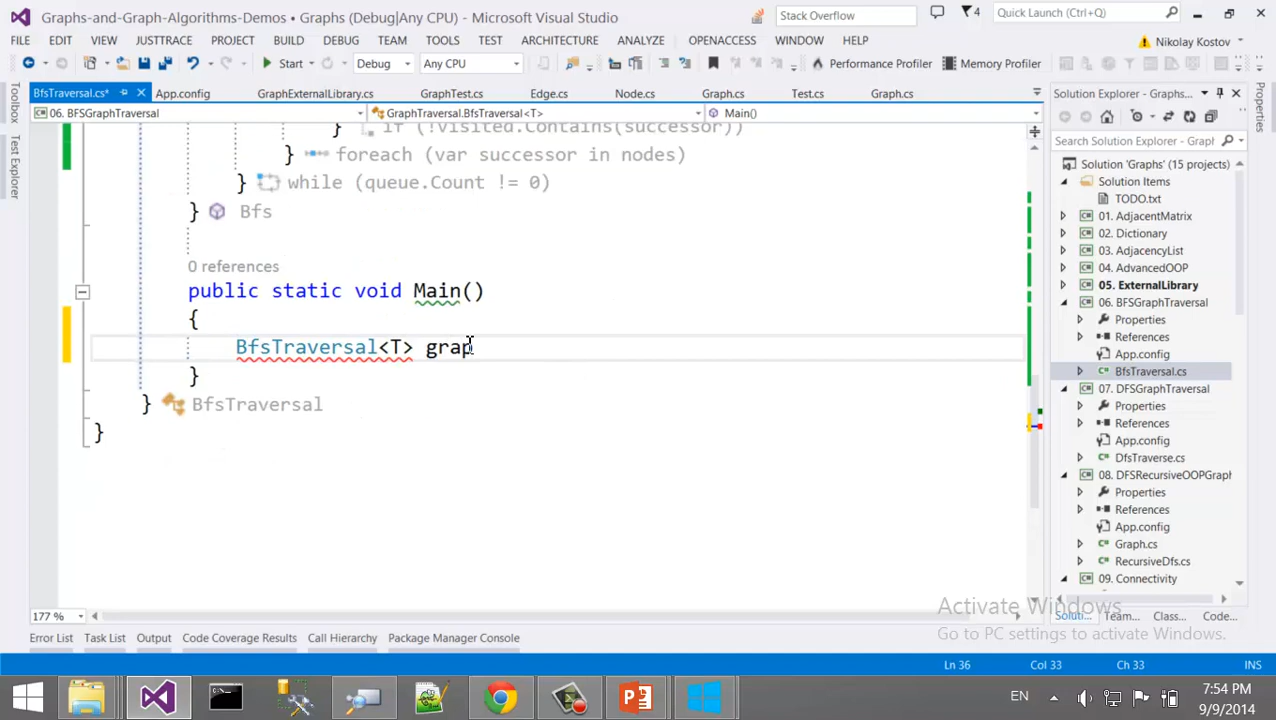 Graphs-and-Graph-Algorithms-Demos • Graphs (Debug|Any CPU) - Microsoft Visual Studio
Stack Overflow
4
Quick Launch (Ctrl+Q)
FILE EDIT VIEW JUSTTRACE PROJECT BUILD DEBUG TEAM TOOLS TEST ARCHITECTURE ANALYZE OPENACCESS WINDOW HELP
Nikolay Kostov
Start Debug Any CPU Performance Profiler Memory Profiler
Toolbox
Test Explorer
BfsTraversal.cs* App.config GraphExternalLibrary.cs GraphTest.cs Edge.cs Node.cs Graph.cs Test.cs Graph.cs
06. BFSGraphTraversal GraphTraversal.BfsTraversal<T> Main()
} if (!visited.Contains(successor))
} foreach (var successor in nodes)
} while (queue.Count != 0)
} Bfs
0 references
public static void Main()
{
BfsTraversal<T> grap
}
} BfsTraversal
}
177 %
Error List Task List Output Code Coverage Results Call Hierarchy Package Manager Console
Solution Explorer - Graphs...
Search Solution Explorer (Ctrl+;)
Solution 'Graphs' (15 projects)
Solution Items
TODO.txt
01. AdjacentMatrix
02. Dictionary
03. AdjacencyList
04. AdvancedOOP
05. ExternalLibrary
06. BFSGraphTraversal
Properties
References
App.config
BfsTraversal.cs
07. DFSGraphTraversal
Properties
References
App.config
DfsTraverse.cs
08. DFSRecursiveOOPGraph
Properties
References
App.config
Graph.cs
RecursiveDfs.cs
09. Connectivity
Soluti... Team... Class... Code...
Properties
Activate Windows
Go to PC settings to activate Windows.
Ln 36 Col 33 Ch 33 INS
EN
7:54 PM
9/9/2014